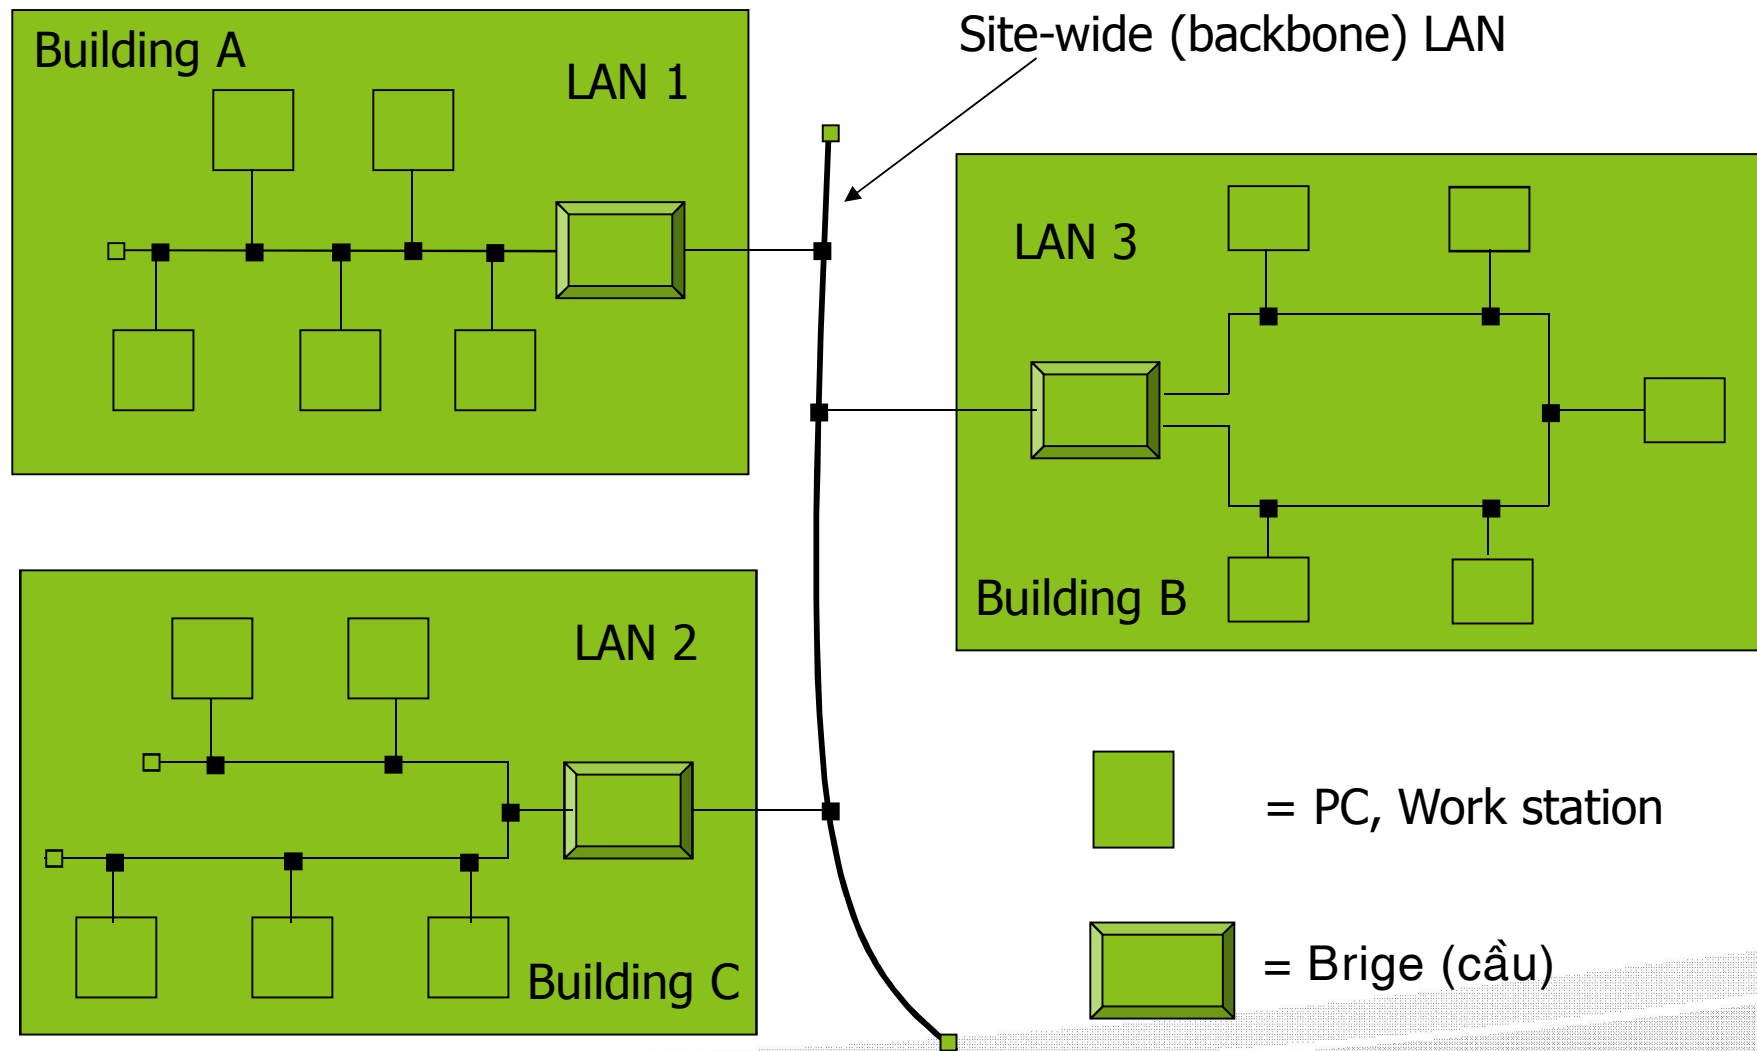 Building A
LAN 1
Site-wide (backbone) LAN
LAN 3
Building B
LAN 2
Building C
= PC, Work station
= Brige (cầu)